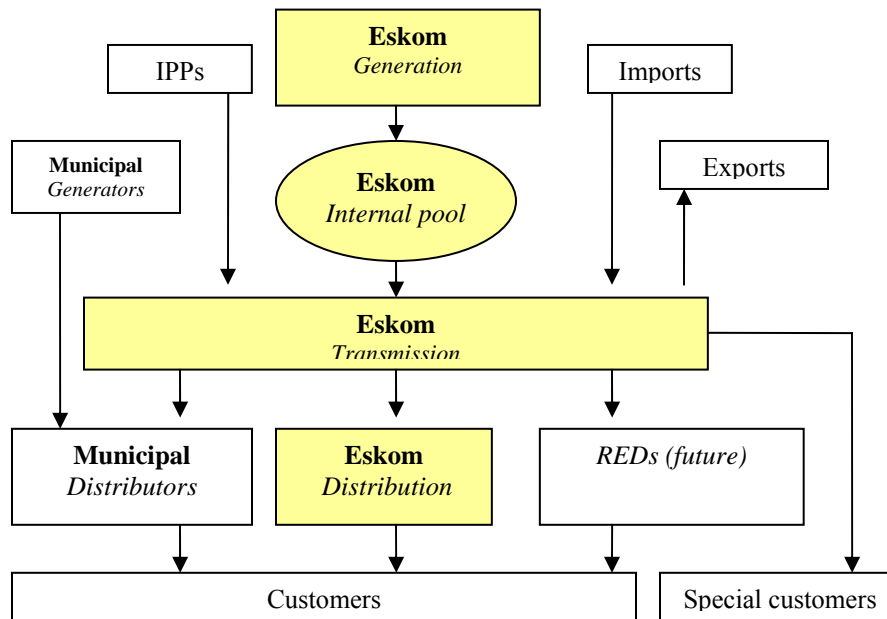 Eskom
Generation
IPPs
Imports
Municipal
Generators
Eskom
Internal pool
Exports
Eskom
Transmission
Municipal
Distributors
Eskom
Distribution
REDs (future)
Customers
Special customers